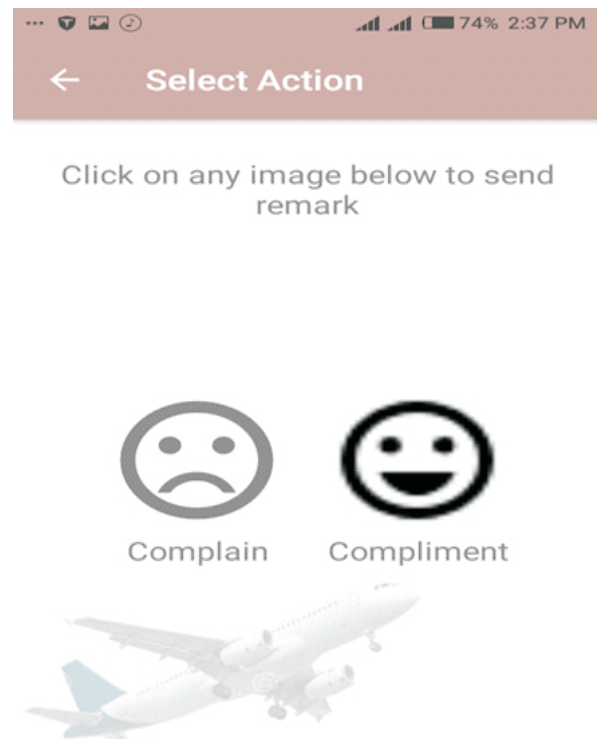 74% 2:37 PM
Select Action
Click on any image below to send
remark
Complain Compliment